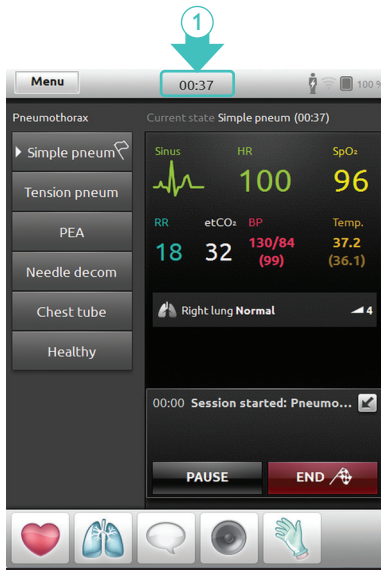 1
Menu
00:37
100 %
Pneumothorax
Current state Simple pneum (00:37)
Simple pneum
Tension pneum
PEA
Needle decom
Chest tube
Healthy
Sinus HR SpO₂
100 96
RR etCO₂ BP Temp.
18 32 130/84 (99) 37.2 (36.1)
Right lung Normal 4
00:00 Session started: Pneumo...
PAUSE END